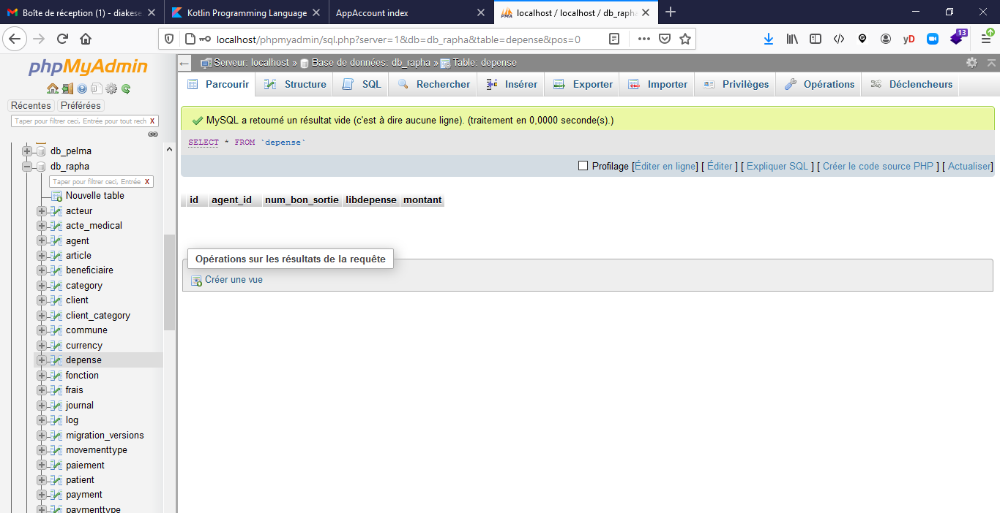 Boîte de réception (1) - diakese
Kotlin Programming Language
AppAccount index
localhost / localhost / db_rapha
localhost/phpmyadmin/sql.php?server=1&db=db_rapha&table=depense&pos=0
yD
13
phpMyAdmin
Récentes
Préférées
Taper pour filtrer ceci, Entrée pour tout rech X
db_pelma
db_rapha
Taper pour filtrer ceci, Entrée X
Nouvelle table
acteur
acte_medical
agent
article
beneficiaire
category
client
client_category
commune
currency
depense
fonction
frais
journal
log
migration_versions
movementtype
paiement
patient
payment
paymenttype
Serveur: localhost » Base de données: db_rapha » Table: depense
Parcourir Structure SQL Rechercher Insérer Exporter Importer Privilèges Opérations Déclencheurs
MySQL a retourné un résultat vide (c'est à dire aucune ligne). (traitement en 0,0000 seconde(s).)
SELECT * FROM `depense`
Profilage [Éditer en ligne] [ Éditer ] [ Expliquer SQL ] [ Créer le code source PHP ] [ Actualiser]
id agent_id num_bon_sortie libdepense montant
Opérations sur les résultats de la requête
Créer une vue